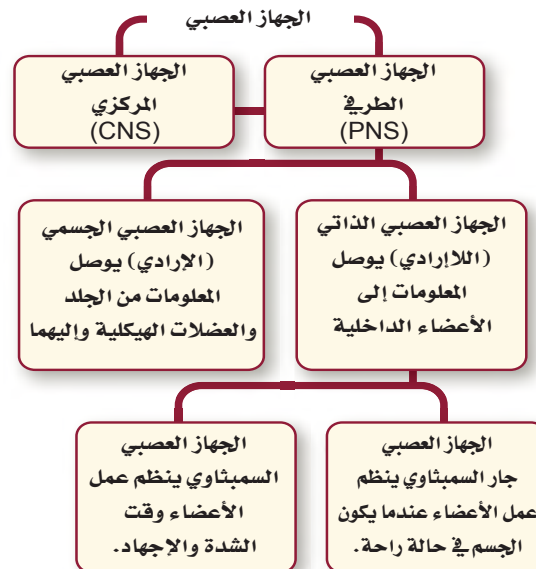 الجهاز العصبي
الجهاز العصبي
الطرفي
(PNS)
الجهاز العصبي
المركزي
(CNS)
الجهاز العصبي الذاتي
(اللاإرادي) يوصل
المعلومات إلى
الأعضاء الداخلية
الجهاز العصبي الجسمي
(الإرادي) يوصل
المعلومات من الجلد
والعضلات الهيكلية وإليهما
الجهاز العصبي
جار السمبثاوي ينظم
عمل الأعضاء عندما يكون
الجسم في حالة راحة.
الجهاز العصبي
السمبثاوي ينظم عمل
الأعضاء وقت
الشدة والإجهاد.